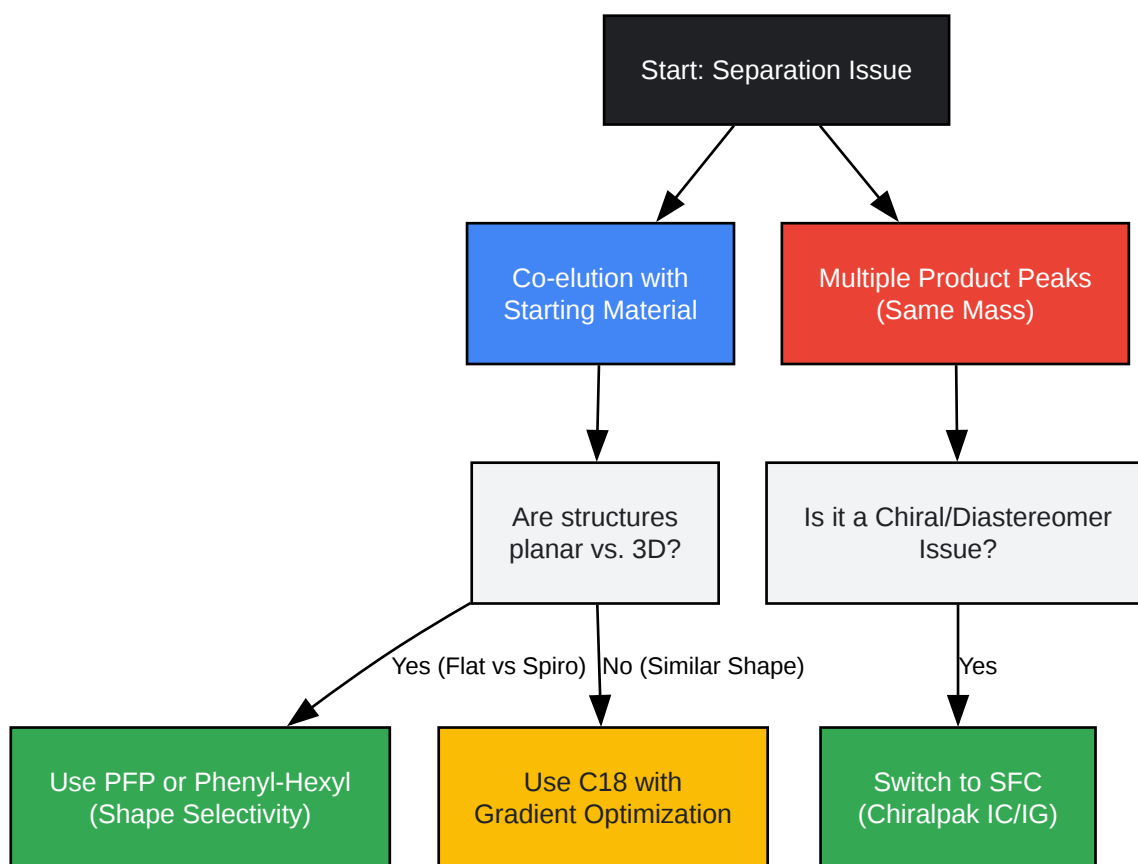 Start: Separation Issue
Co-elution with
Starting Material
Multiple Product Peaks
(Same Mass)
Are structures
planar vs. 3D?
Is it a Chiral/Diastereomer
Issue?
Yes (Flat vs Spiro)
No (Similar Shape)
Yes
Use PFP or Phenyl-Hexyl
(Shape Selectivity)
Use C18 with
Gradient Optimization
Switch to SFC
(Chiralpak IC/IG)